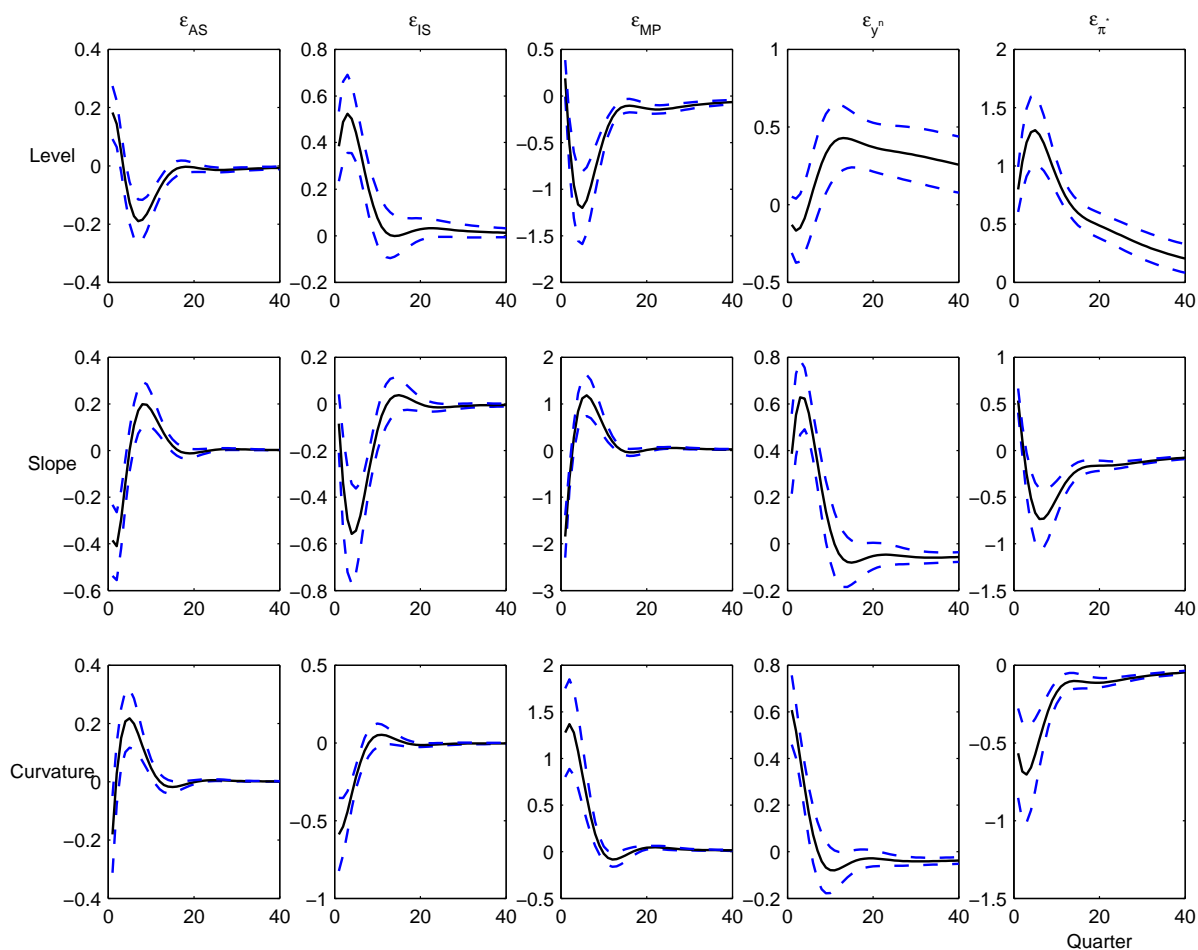 ε_AS ε_IS ε_MP ε_yⁿ ε_π*
Level
0.4 0.2 0 −0.2 −0.4
0 20 40
0.8 0.6 0.4 0.2 0 −0.2
0 20 40
0.5 0 −0.5 −1 −1.5 −2
0 20 40
1 0.5 0 −0.5
0 20 40
2 1.5 1 0.5 0
0 20 40
Slope
0.4 0.2 0 −0.2 −0.4 −0.6
0 20 40
0.2 0 −0.2 −0.4 −0.6 −0.8
0 20 40
2 1 0 −1 −2 −3
0 20 40
0.8 0.6 0.4 0.2 0 −0.2
0 20 40
1 0.5 0 −0.5 −1 −1.5
0 20 40
Curvature
0.4 0.2 0 −0.2 −0.4
0 20 40
0.5 0 −0.5 −1
0 20 40
2 1.5 1 0.5 0 −0.5
0 20 40
0.8 0.6 0.4 0.2 0 −0.2
0 20 40
0 −0.5 −1 −1.5
0 20 40
Quarter